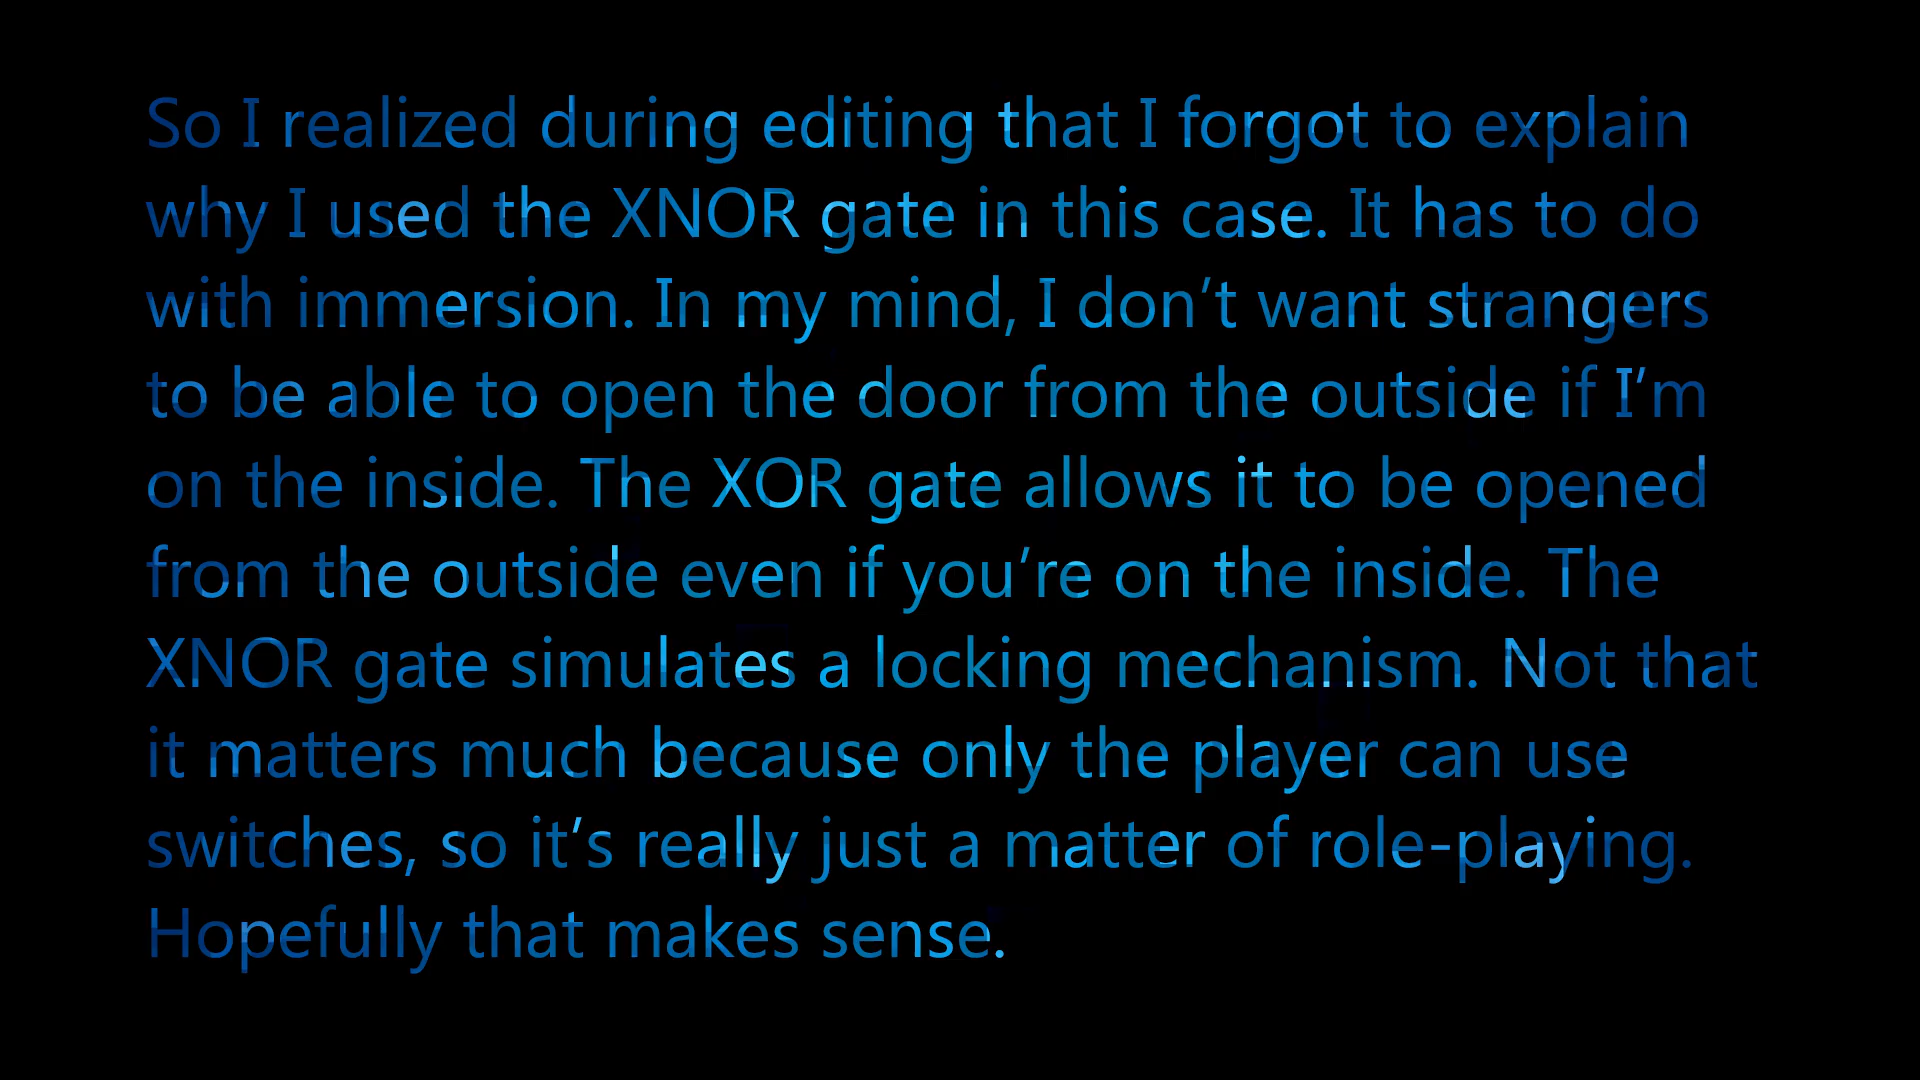 So I realized during editing that I forgot to explain
why I used the XNOR gate in this case. It has to do
with immersion. In my mind, I don’t want strangers
to be able to open the door from the outside if I’m
on the inside. The XOR gate allows it to be opened
from the outside even if you’re on the inside. The
XNOR gate simulates a locking mechanism. Not that
it matters much because only the player can use
switches, so it’s really just a matter of role-playing.
Hopefully that makes sense.